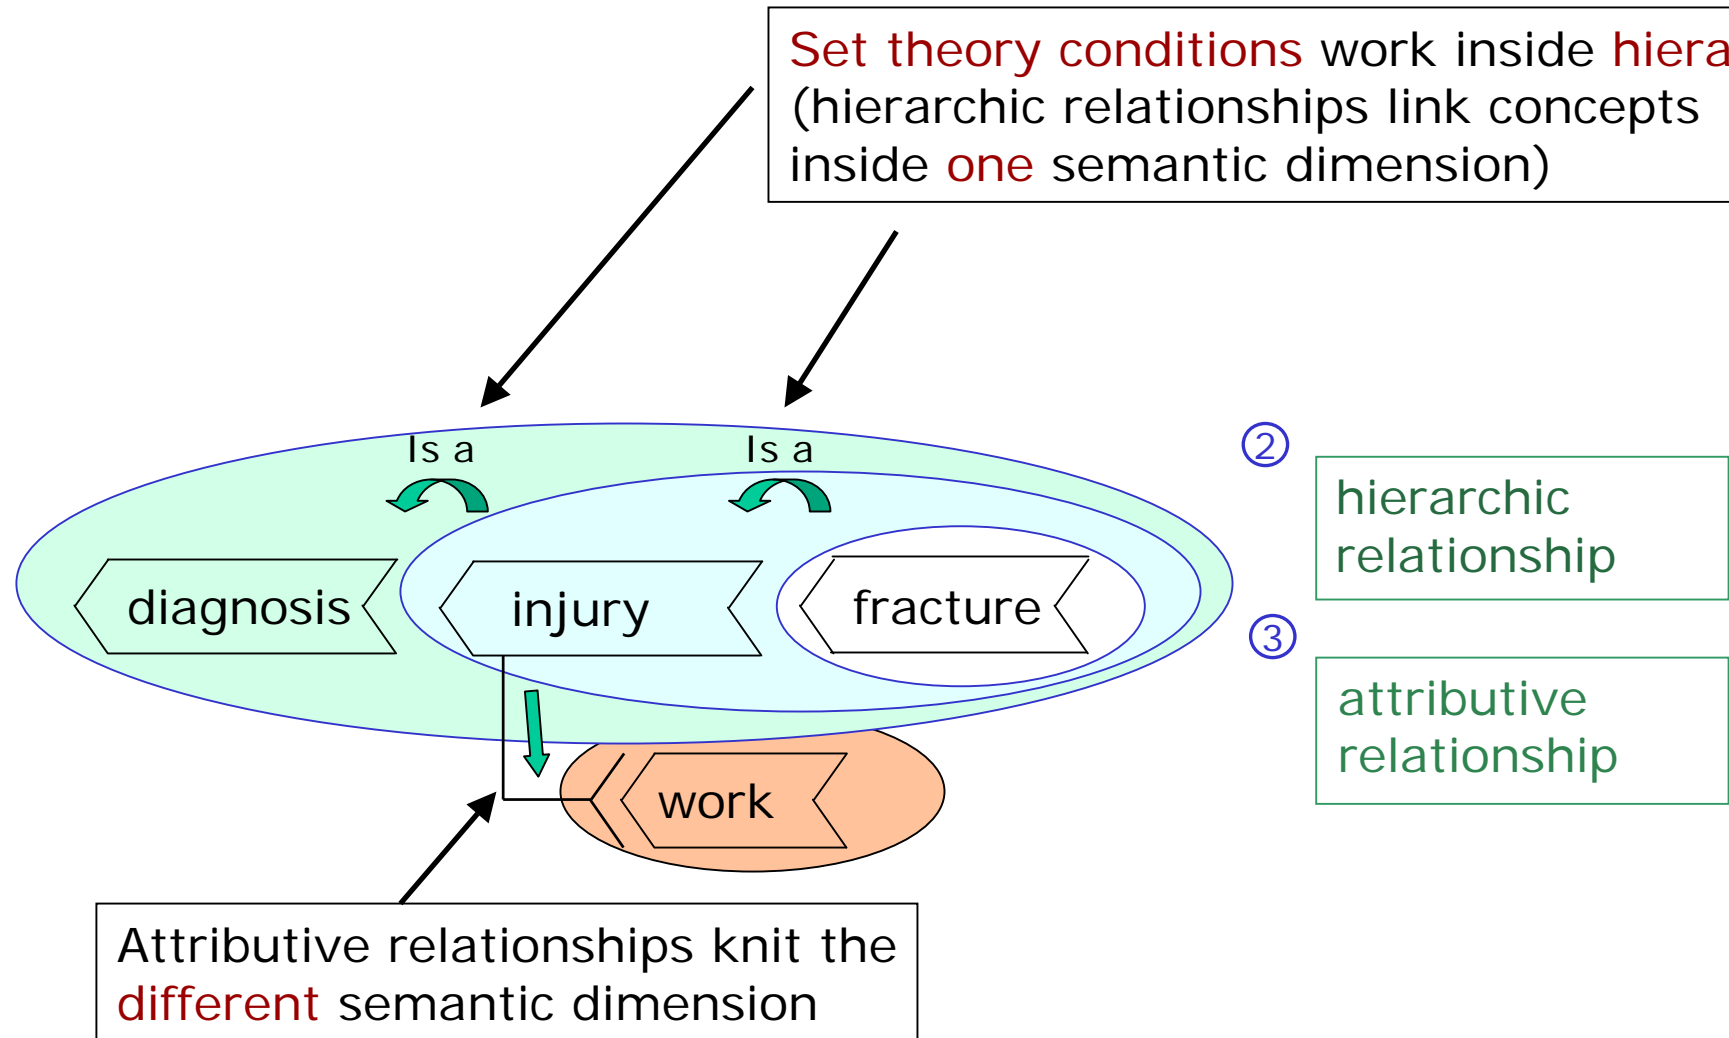 Set theory conditions work inside hiera
(hierarchic relationships link concepts
inside one semantic dimension)
Is a
Is a
2
hierarchic
relationship
diagnosis
injury
fracture
3
attributive
relationship
work
Attributive relationships knit the
different semantic dimension